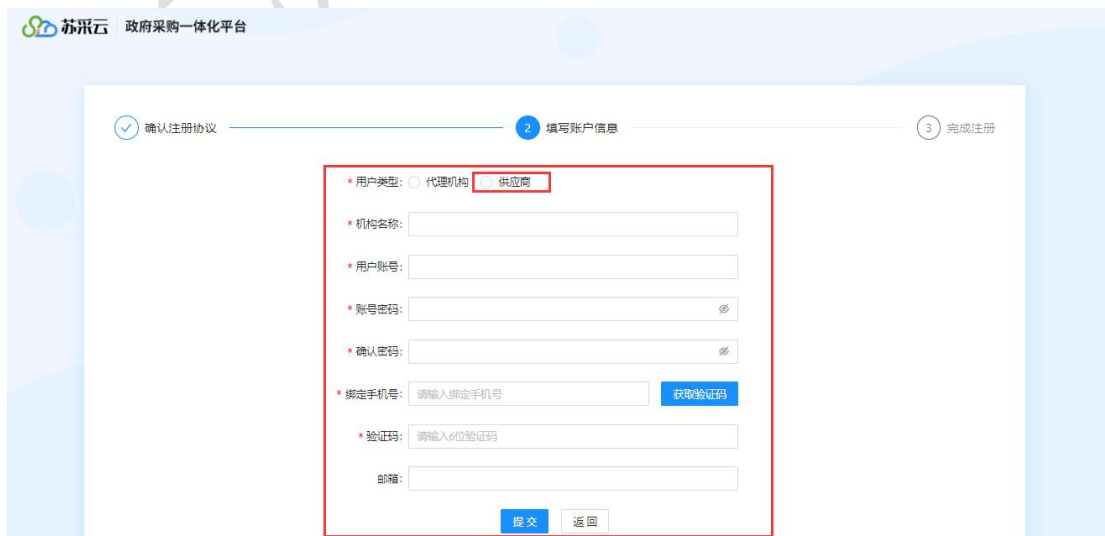 苏采云 政府采购一体化平台
确认注册协议 2 填写账户信息 3 完成注册
* 用户类型: 代理机构 供应商
* 机构名称:
* 用户账号:
* 账号密码:
* 确认密码:
* 绑定手机号: 请输入绑定手机号 获取验证码
* 验证码: 请输入6位验证码
邮箱:
提交 返回